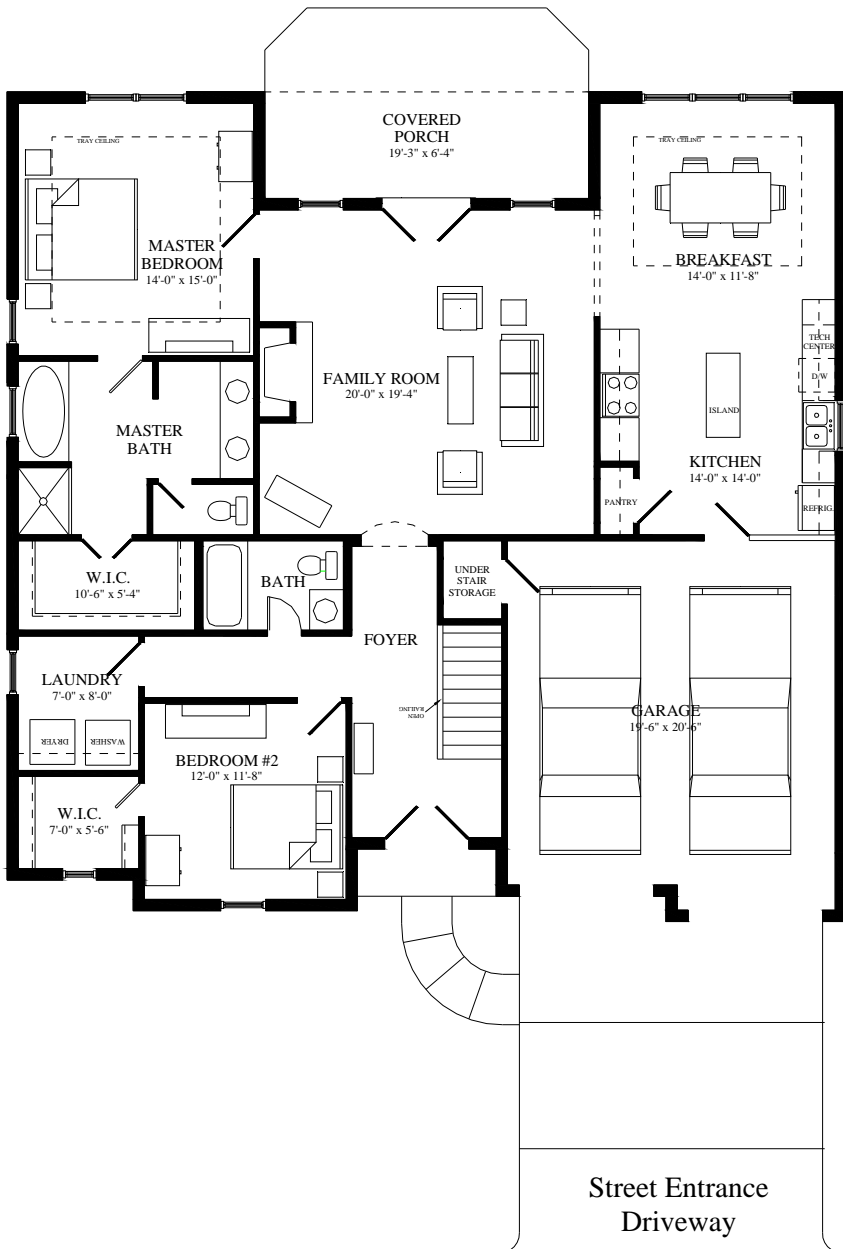 COVERED
PORCH
19'-3" x 6'-4"
TRAY CEILING
TRAY CEILING
MASTER
BEDROOM
14'-0" x 15'-0"
BREAKFAST
14'-0" x 11'-8"
TECH
CENTER
D/W
FAMILY ROOM
20'-0" x 19'-4"
ISLAND
MASTER
BATH
KITCHEN
14'-0" x 14'-0"
PANTRY
REFRIG.
W.I.C.
10'-6" x 5'-4"
BATH
UNDER
STAIR
STORAGE
FOYER
LAUNDRY
7'-0" x 8'-0"
OPEN
RAILING
GARAGE
19'-6" x 20'-6"
DRYER
WASHER
BEDROOM #2
12'-0" x 11'-8"
W.I.C.
7'-0" x 5'-6"
Street Entrance
Driveway